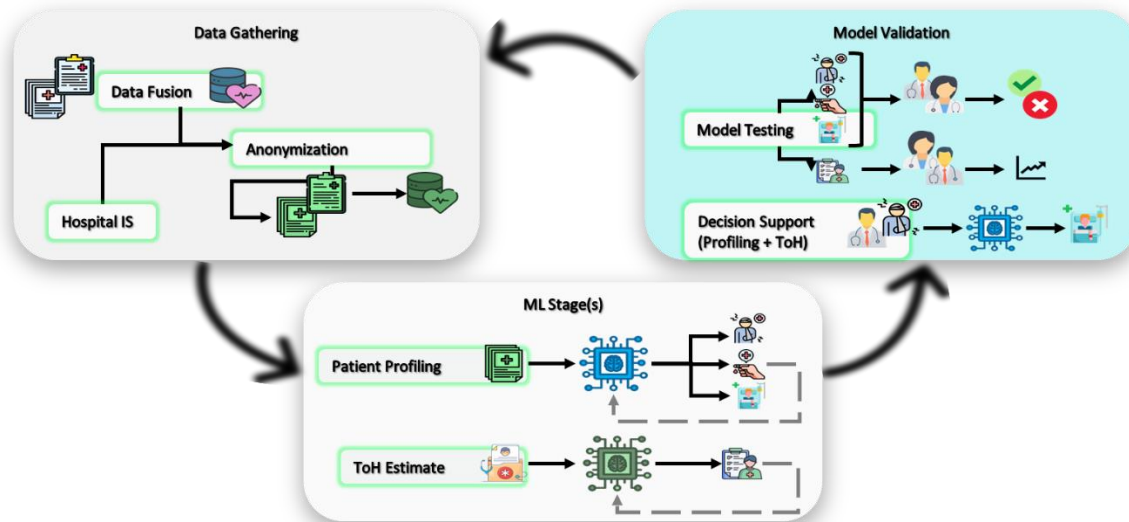 Data Gathering
Data Fusion
Anonymization
Hospital IS
Model Validation
Model Testing
Decision Support
(Profiling + ToH)
ML Stage(s)
Patient Profiling
ToH Estimate